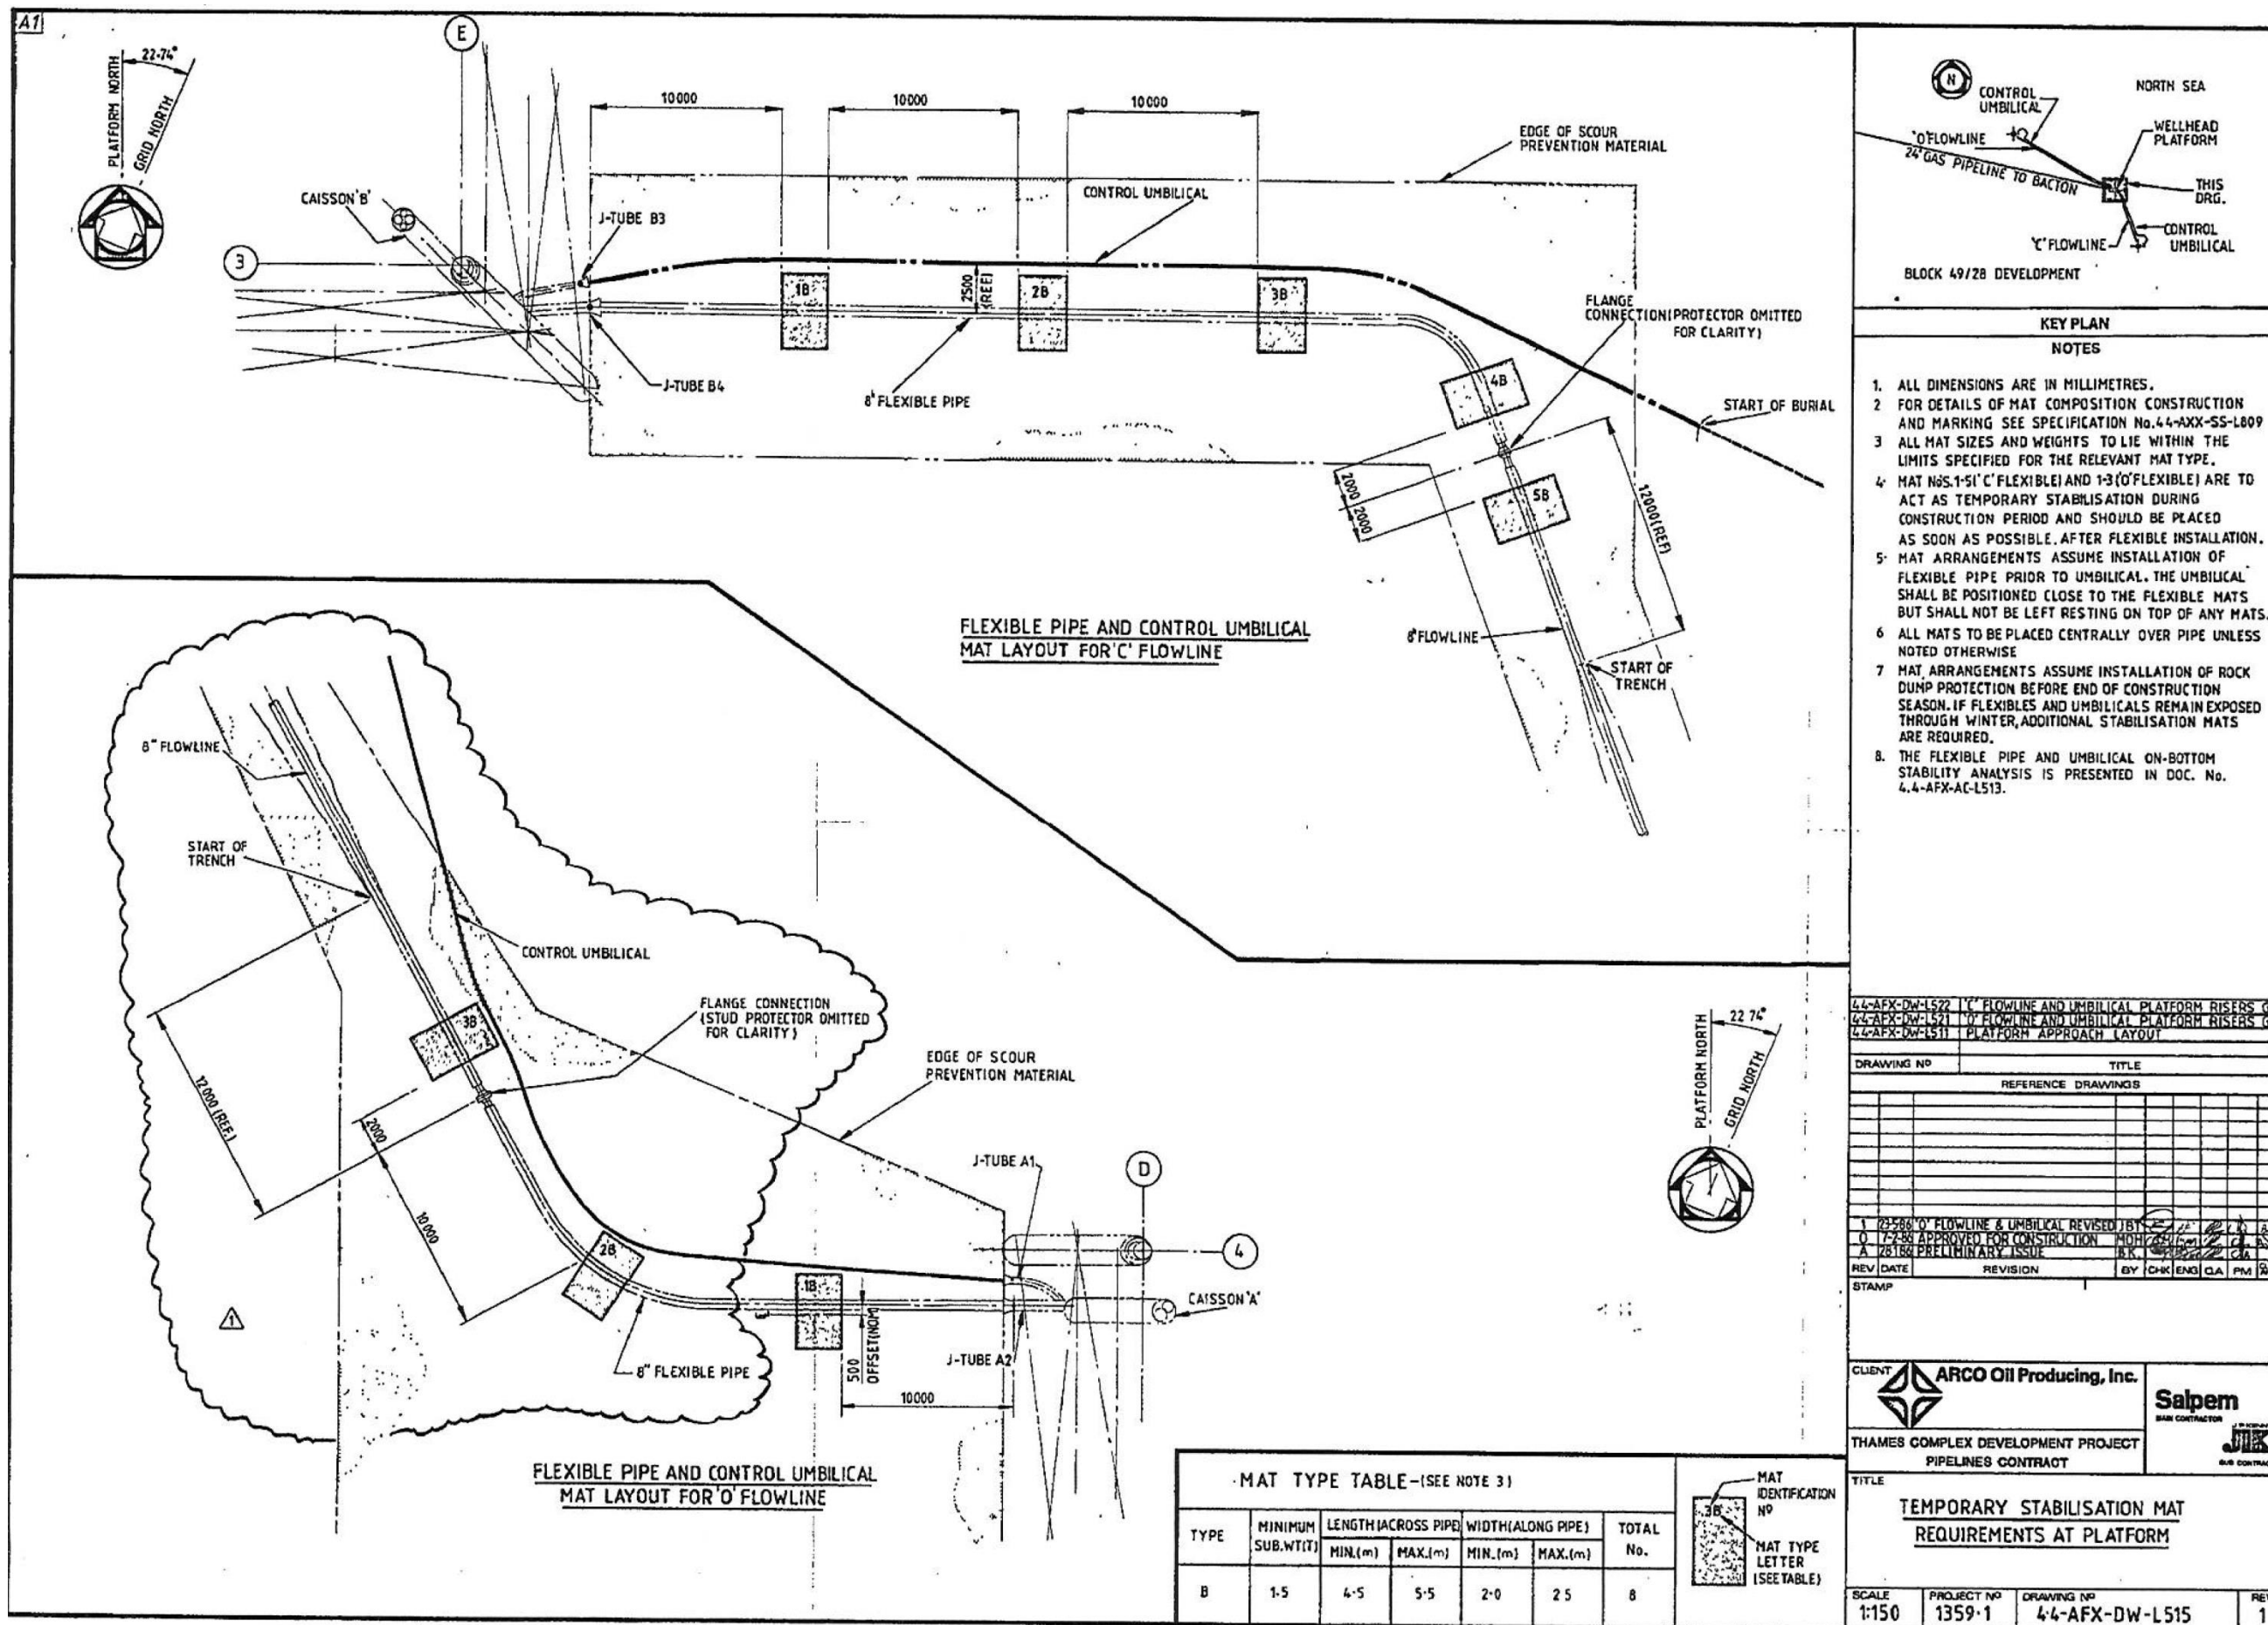 A1
PLATFORM NORTH
22·74°
GRID NORTH
E
3
CAISSON 'B'
J-TUBE B3
J-TUBE B4
10000
10000
10000
2500
(REF)
1B
2B
3B
4B
5B
CONTROL UMBILICAL
EDGE OF SCOUR
PREVENTION MATERIAL
8" FLEXIBLE PIPE
FLANGE
CONNECTION(PROTECTOR OMITTED
FOR CLARITY)
START OF BURIAL
2000
2000
12000(REF)
8"FLOWLINE
START OF
TRENCH
FLEXIBLE PIPE AND CONTROL UMBILICAL
MAT LAYOUT FOR 'C' FLOWLINE
8" FLOWLINE
START OF
TRENCH
CONTROL UMBILICAL
FLANGE CONNECTION
(STUD PROTECTOR OMITTED
FOR CLARITY)
EDGE OF SCOUR
PREVENTION MATERIAL
3B
2B
1B
12000 (REF.)
2000
10000
1
J-TUBE A1
D
4
CAISSON 'A'
J-TUBE A2
8" FLEXIBLE PIPE
500
OFFSET(NOM)
10000
FLEXIBLE PIPE AND CONTROL UMBILICAL
MAT LAYOUT FOR 'O' FLOWLINE
PLATFORM NORTH
22 74°
GRID NORTH
MAT TYPE TABLE-(SEE NOTE 3)
TYPE
MINIMUM
SUB.WT(T)
LENGTH (ACROSS PIPE)
WIDTH(ALONG PIPE)
TOTAL
No.
MIN.(m)
MAX.(m)
MIN.(m)
MAX.(m)
B 1·5 4·5 5·5 2·0 2 5 8
3B
MAT
IDENTIFICATION
Nº
MAT TYPE
LETTER
(SEE TABLE)
N
CONTROL
UMBILICAL
NORTH SEA
'O'FLOWLINE
24"GAS PIPELINE TO BACTON
WELLHEAD
PLATFORM
THIS
DRG.
'C' FLOWLINE
CONTROL
UMBILICAL
BLOCK 49/28 DEVELOPMENT
KEY PLAN
NOTES
1. ALL DIMENSIONS ARE IN MILLIMETRES.
2 FOR DETAILS OF MAT COMPOSITION CONSTRUCTION
AND MARKING SEE SPECIFICATION No.4·4-AXX-SS-L809
3 ALL MAT SIZES AND WEIGHTS TO LIE WITHIN THE
LIMITS SPECIFIED FOR THE RELEVANT MAT TYPE.
4· MAT NoS.1-5('C' FLEXIBLE) AND 1-3('O'FLEXIBLE) ARE TO
ACT AS TEMPORARY STABILISATION DURING
CONSTRUCTION PERIOD AND SHOULD BE PLACED
AS SOON AS POSSIBLE. AFTER FLEXIBLE INSTALLATION.
5· MAT ARRANGEMENTS ASSUME INSTALLATION OF
FLEXIBLE PIPE PRIOR TO UMBILICAL. THE UMBILICAL
SHALL BE POSITIONED CLOSE TO THE FLEXIBLE MATS
BUT SHALL NOT BE LEFT RESTING ON TOP OF ANY MATS.
6 ALL MATS TO BE PLACED CENTRALLY OVER PIPE UNLESS
NOTED OTHERWISE
7 MAT ARRANGEMENTS ASSUME INSTALLATION OF ROCK
DUMP PROTECTION BEFORE END OF CONSTRUCTION
SEASON. IF FLEXIBLES AND UMBILICALS REMAIN EXPOSED
THROUGH WINTER, ADDITIONAL STABILISATION MATS
ARE REQUIRED.
8. THE FLEXIBLE PIPE AND UMBILICAL ON-BOTTOM
STABILITY ANALYSIS IS PRESENTED IN DOC. No.
4.4-AFX-AC-L513.
4.4-AFX-DW-L522 'C' FLOWLINE AND UMBILICAL PLATFORM RISERS
4.4-AFX-DW-L521 'O' FLOWLINE AND UMBILICAL PLATFORM RISERS
4.4-AFX-DW-L511 PLATFORM APPROACH LAYOUT
DRAWING Nº TITLE
REFERENCE DRAWINGS
1 23·5·86 'O' FLOWLINE & UMBILICAL REVISED JBT
0 7-2-86 APPROVED FOR CONSTRUCTION MDH
A 28·1·86 PRELIMINARY ISSUE B.K.
REV DATE REVISION BY CHK ENG QA PM
STAMP
CLIENT
ARCO Oil Producing, Inc.
Saipem
MAIN CONTRACTOR
THAMES COMPLEX DEVELOPMENT PROJECT
PIPELINES CONTRACT
TITLE
TEMPORARY STABILISATION MAT
REQUIREMENTS AT PLATFORM
SCALE
1:150
PROJECT Nº
1359·1
DRAWING Nº
4·4-AFX-DW-L515
1